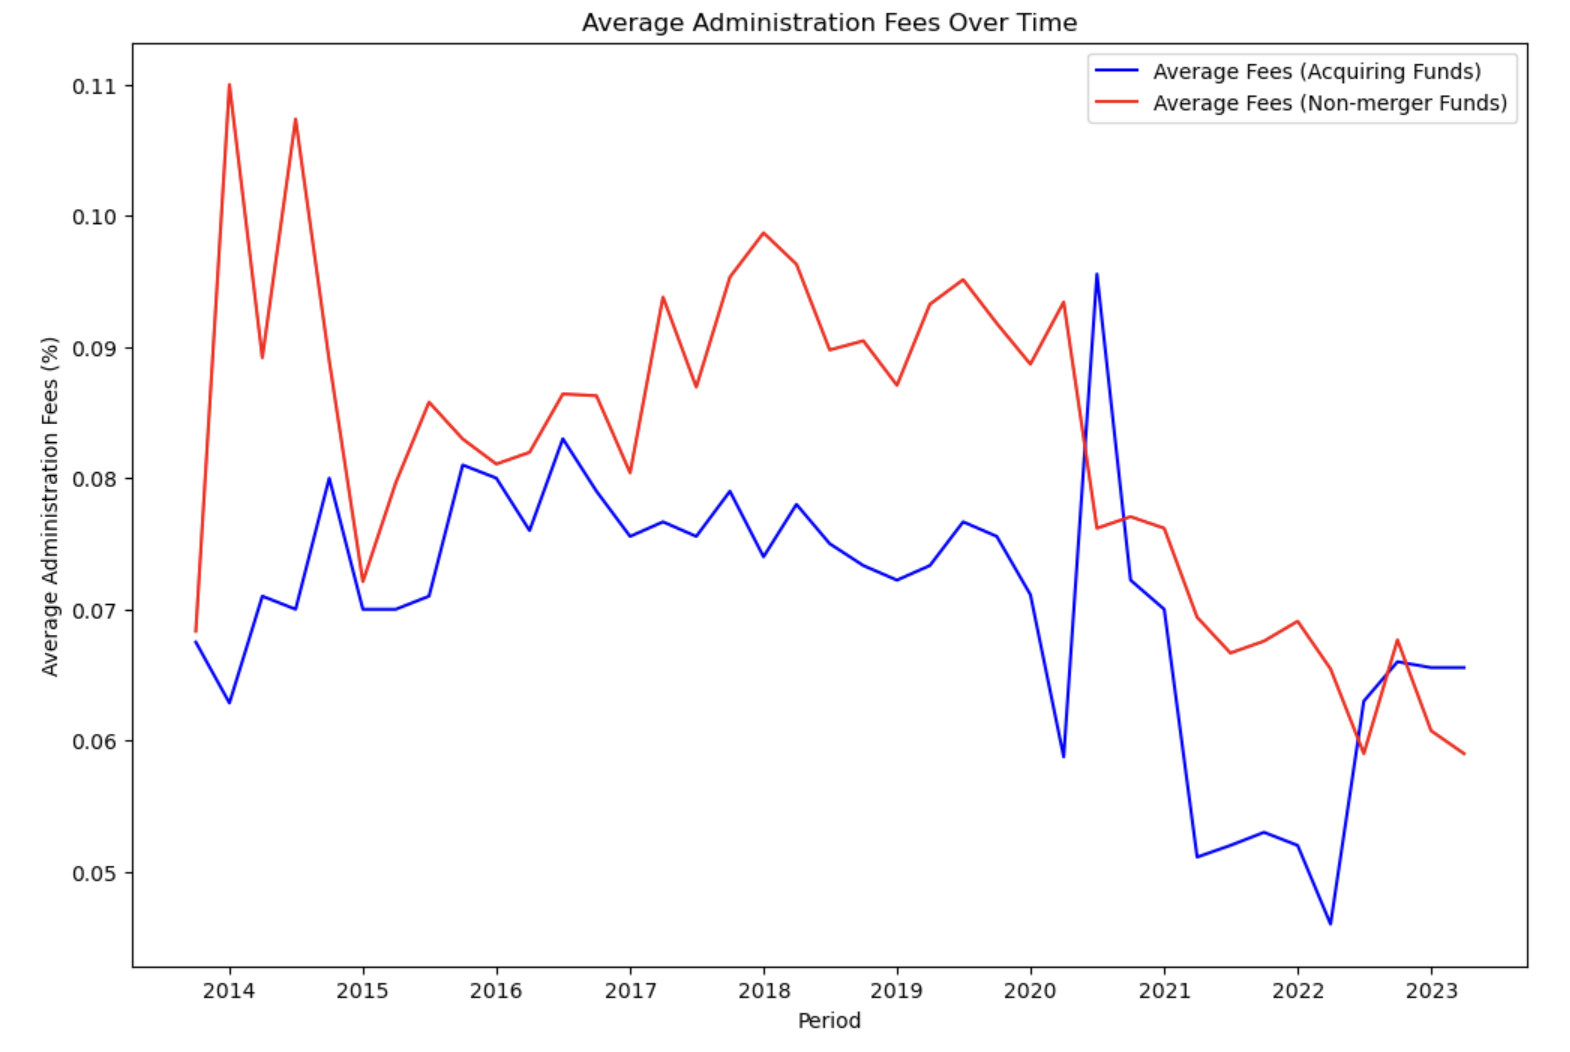 Average Administration Fees Over Time
Average Fees (Acquiring Funds)
Average Fees (Non-merger Funds)
Average Administration Fees (%)
0.11
0.10
0.09
0.08
0.07
0.06
0.05
2014 2015 2016 2017 2018 2019 2020 2021 2022 2023
Period